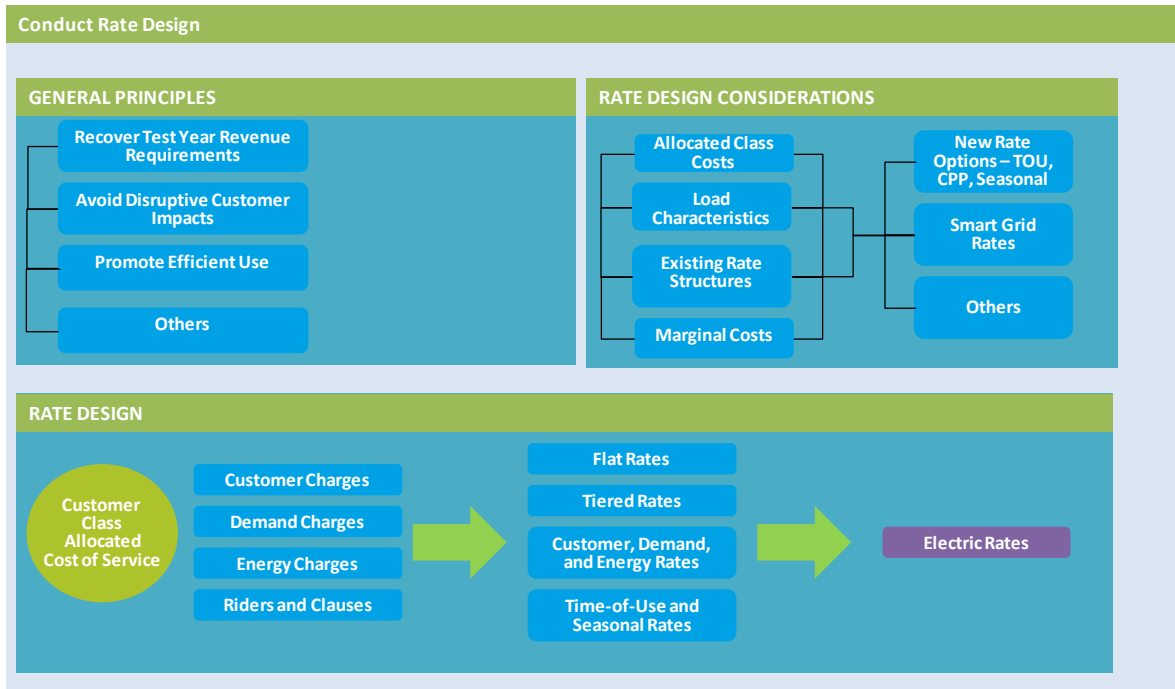 Conduct Rate Design
GENERAL PRINCIPLES
Recover Test Year Revenue
Requirements
Avoid Disruptive Customer
Impacts
Promote Efficient Use
Others
RATE DESIGN CONSIDERATIONS
Allocated Class
Costs
Load
Characteristics
Existing Rate
Structures
Marginal Costs
New Rate
Options – TOU,
CPP, Seasonal
Smart Grid
Rates
Others
RATE DESIGN
Customer
Class
Allocated
Cost of Service
Customer Charges
Demand Charges
Energy Charges
Riders and Clauses
Flat Rates
Tiered Rates
Customer, Demand,
and Energy Rates
Time-of-Use and
Seasonal Rates
Electric Rates